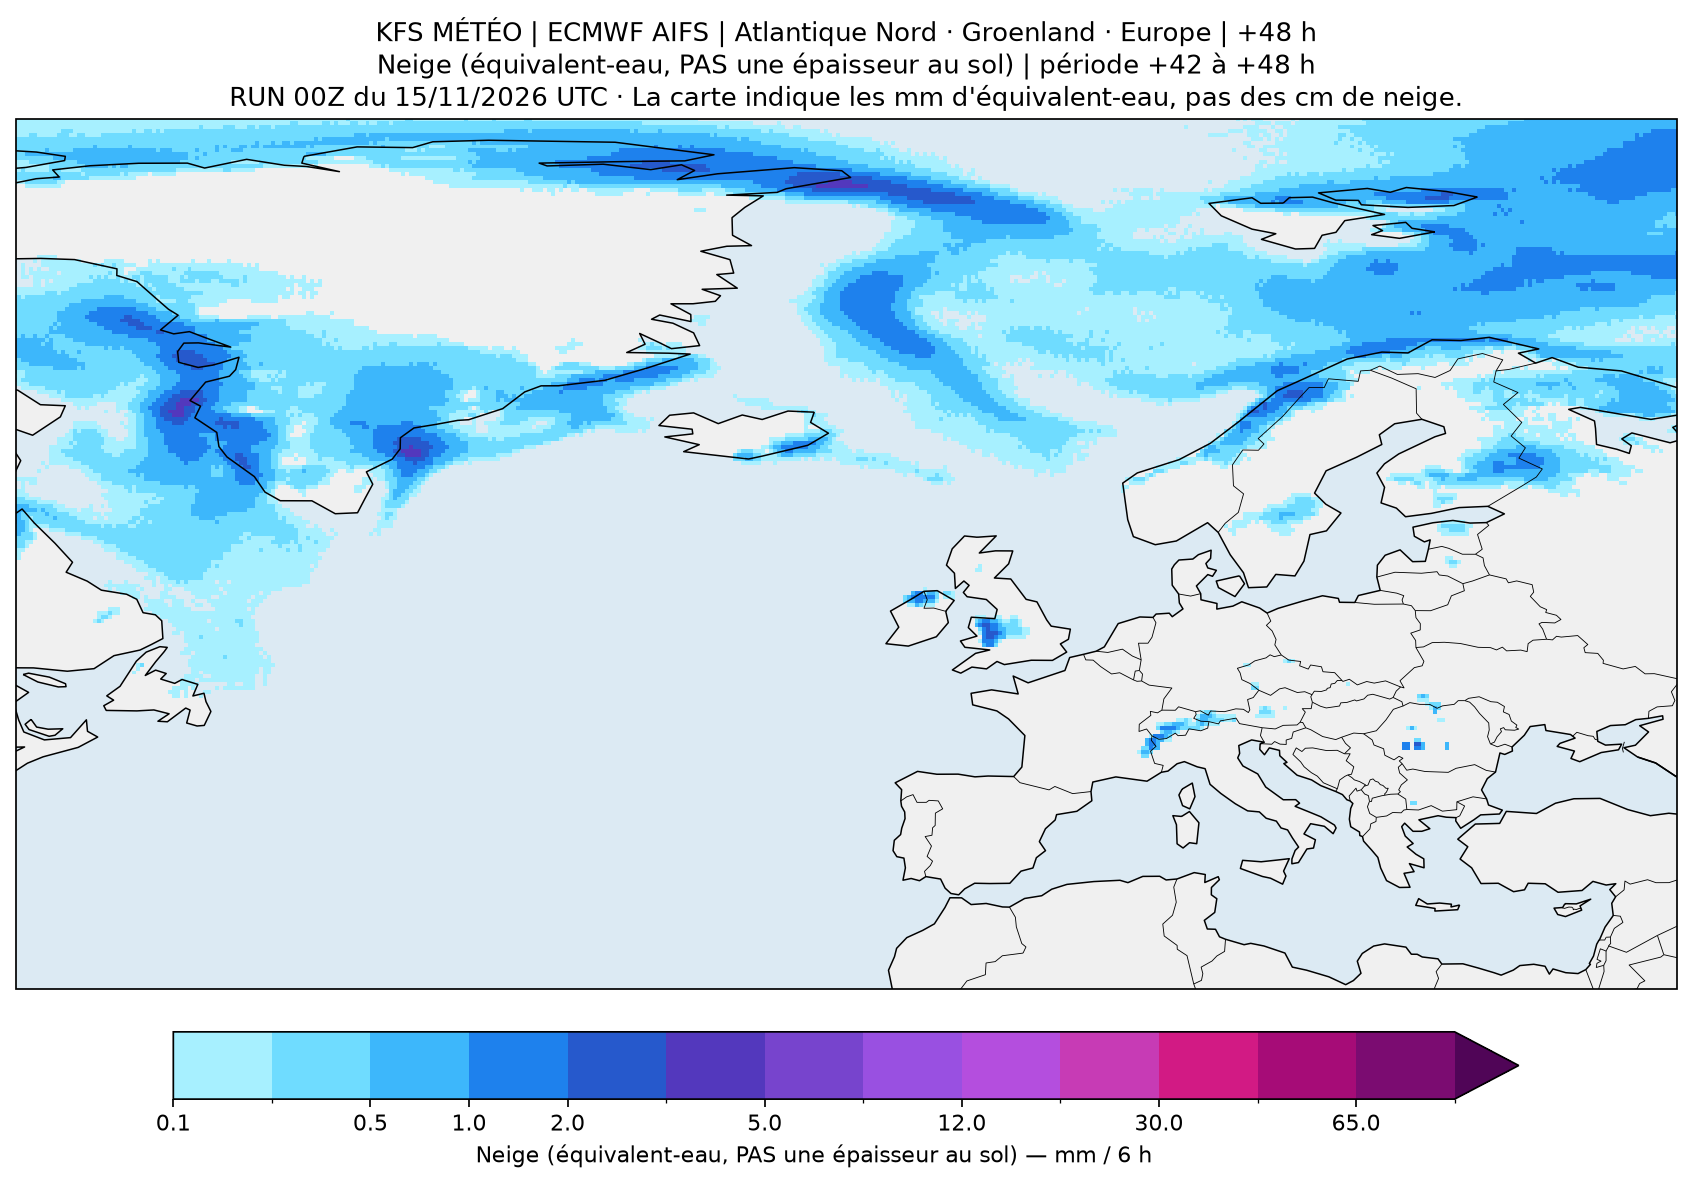 KFS MÉTÉO | ECMWF AIFS | Atlantique Nord · Groenland · Europe | +48 h
Neige (équivalent-eau, PAS une épaisseur au sol) | période +42 à +48 h
RUN 00Z du 15/11/2026 UTC · La carte indique les mm d'équivalent-eau, pas des cm de neige.
0.1 0.5 1.0 2.0 5.0 12.0 30.0 65.0
Neige (équivalent-eau, PAS une épaisseur au sol) — mm / 6 h